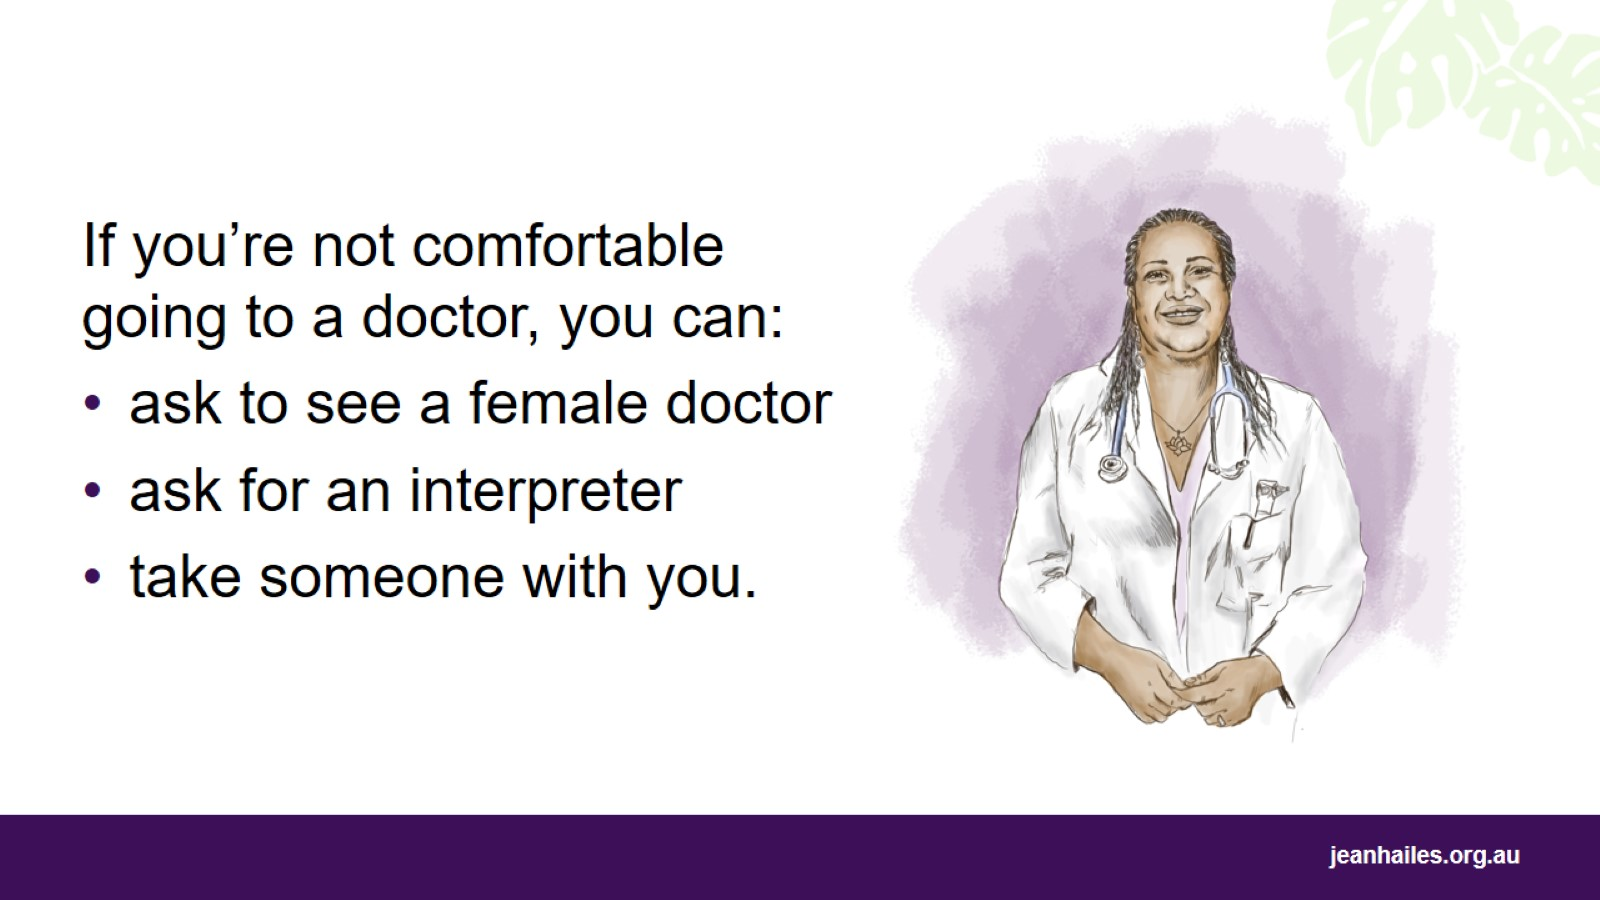 If you’re not comfortable
going to a doctor, you can:
• ask to see a female doctor
• ask for an interpreter
• take someone with you.
jeanhailes.org.au